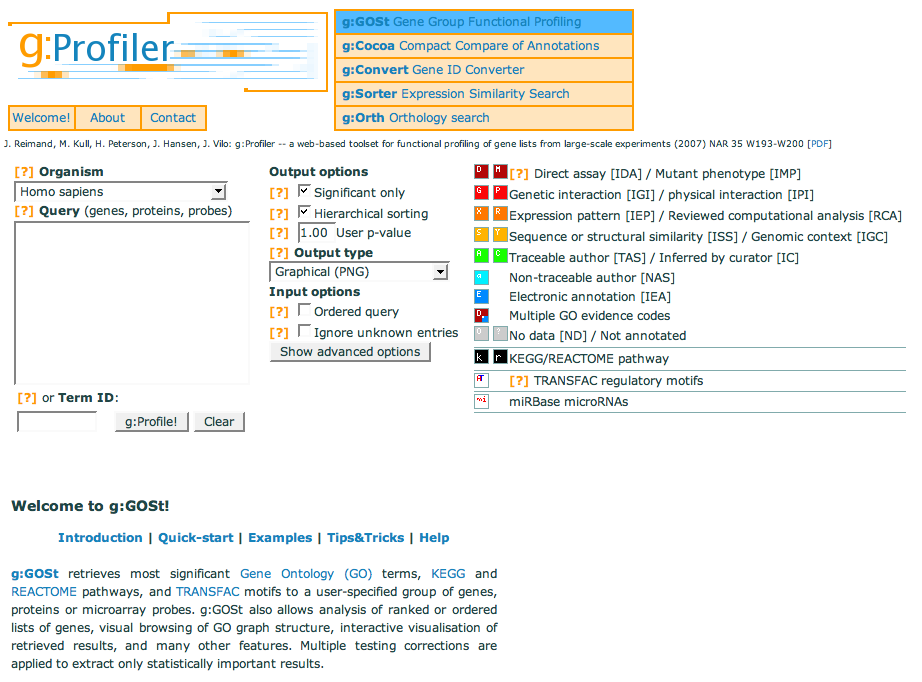 g:Profiler
g:GOSt Gene Group Functional Profiling
g:Cocoa Compact Compare of Annotations
g:Convert Gene ID Converter
g:Sorter Expression Similarity Search
g:Orth Orthology search
Welcome! About Contact
J. Reimand, M. Kull, H. Peterson, J. Hansen, J. Vilo: g:Profiler -- a web-based toolset for functional profiling of gene lists from large-scale experiments (2007) NAR 35 W193-W200 [PDF]
[?] Organism
Homo sapiens
[?] Query (genes, proteins, probes)
[?] or Term ID:
g:Profile! Clear
Output options
[?] Significant only
[?] Hierarchical sorting
[?] 1.00 User p-value
[?] Output type
Graphical (PNG)
Input options
[?] Ordered query
[?] Ignore unknown entries
Show advanced options
D M [?] Direct assay [IDA] / Mutant phenotype [IMP]
G P Genetic interaction [IGI] / physical interaction [IPI]
X R Expression pattern [IEP] / Reviewed computational analysis [RCA]
S Y Sequence or structural similarity [ISS] / Genomic context [IGC]
A C Traceable author [TAS] / Inferred by curator [IC]
a Non-traceable author [NAS]
E Electronic annotation [IEA]
D Multiple GO evidence codes
0 ? No data [ND] / Not annotated
k r KEGG/REACTOME pathway
[?] TRANSFAC regulatory motifs
mi miRBase microRNAs
Welcome to g:GOSt!
Introduction | Quick-start | Examples | Tips&Tricks | Help
g:GOSt retrieves most significant Gene Ontology (GO) terms, KEGG and
REACTOME pathways, and TRANSFAC motifs to a user-specified group of genes,
proteins or microarray probes. g:GOSt also allows analysis of ranked or ordered
lists of genes, visual browsing of GO graph structure, interactive visualisation of
retrieved results, and many other features. Multiple testing corrections are
applied to extract only statistically important results.